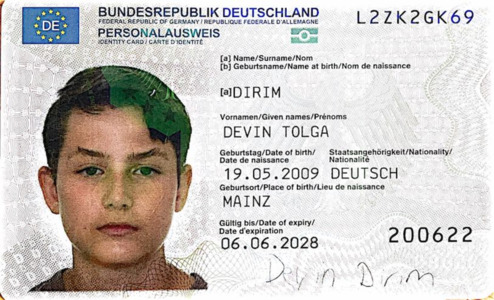 BUNDESREPUBLIK DEUTSCHLAND
FEDERAL REPUBLIC OF GERMANY / REPUBLIQUE FEDERALE D'ALLEMAGNE
PERSONALAUSWEIS
IDENTITY CARD / CARTE D'IDENTITÉ
DE
L2ZK2GK69
[a] Name/Surname/Nom
[b] Geburtsname/Name at birth/Nom de naissance
[a]DIRIM
Vornamen/Given names/Prénoms
DEVIN TOLGA
Geburtstag/Date of birth/
Date de naissance
Staatsangehörigkeit/Nationality/
Nationalité
19.05.2009 DEUTSCH
Geburtsort/Place of birth/Lieu de naissance
MAINZ
Gültig bis/Date of expiry/
Date d'expiration
06.06.2028
200622
Devin Dirim